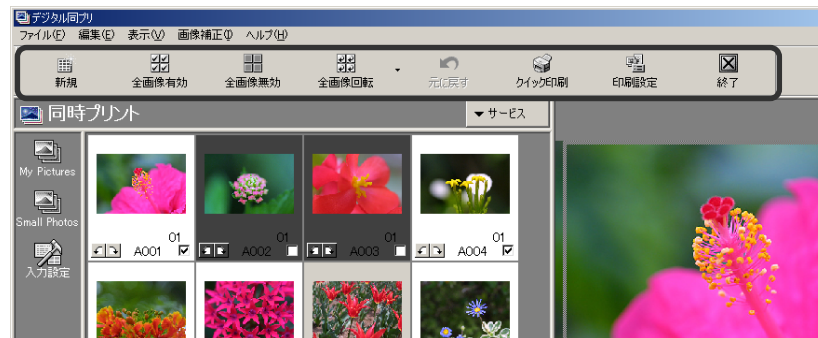 デジタル同プリ
ファイル(F) 編集(E) 表示(V) 画像補正(I) ヘルプ(H)
新規 全画像有効 全画像無効 全画像回転 元に戻す クイック印刷 印刷設定 終了
同時プリント
サービス
My Pictures
Small Photos
入力設定
01 01 01 01
A001 A002 A003 A004